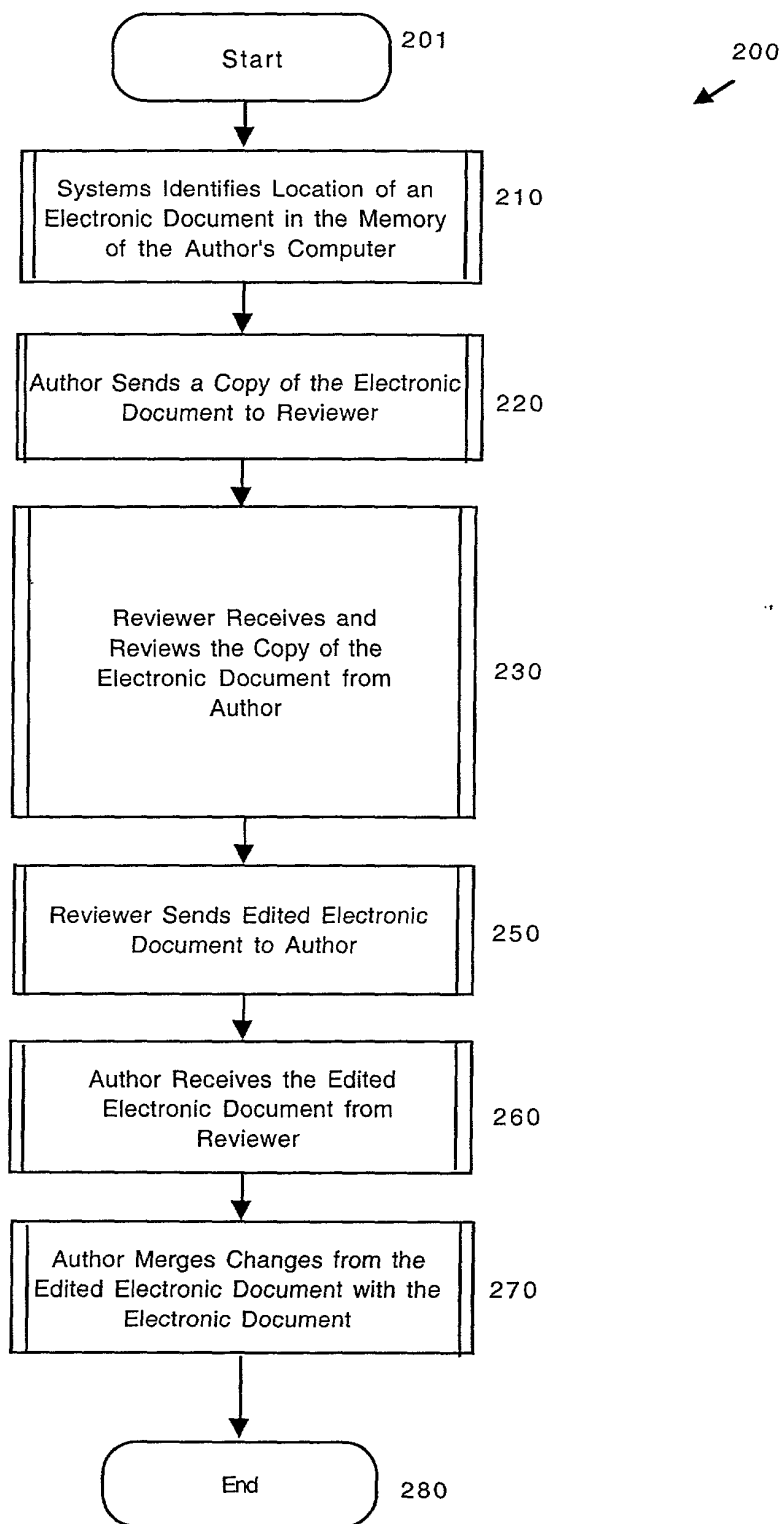 Start
201
200
Systems Identifies Location of an
Electronic Document in the Memory
of the Author's Computer
210
Author Sends a Copy of the Electronic
Document to Reviewer
220
Reviewer Receives and
Reviews the Copy of the
Electronic Document from
Author
230
Reviewer Sends Edited Electronic
Document to Author
250
Author Receives the Edited
Electronic Document from
Reviewer
260
Author Merges Changes from the
Edited Electronic Document with the
Electronic Document
270
End
280